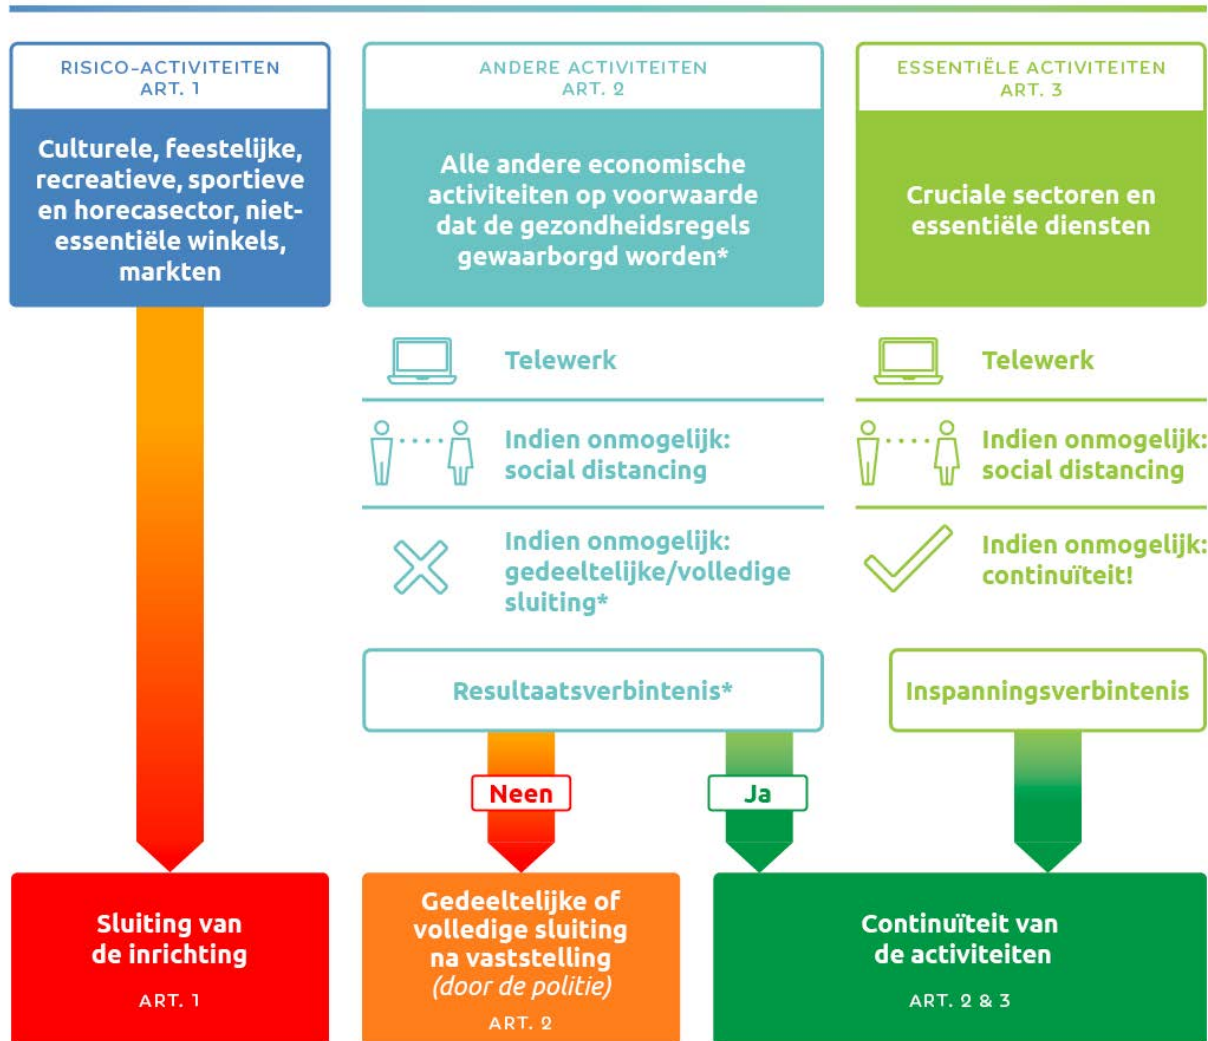 RISICO-ACTIVITEITEN
ART. 1
Culturele, feestelijke,
recreatieve, sportieve
en horecasector, niet-
essentiële winkels,
markten
ANDERE ACTIVITEITEN
ART. 2
Alle andere economische
activiteiten op voorwaarde
dat de gezondheidsregels
gewaarborgd worden*
ESSENTIËLE ACTIVITEITEN
ART. 3
Cruciale sectoren en
essentiële diensten
Telewerk
Indien onmogelijk:
social distancing
Indien onmogelijk:
gedeeltelijke/volledige
sluiting*
Telewerk
Indien onmogelijk:
social distancing
Indien onmogelijk:
continuïteit!
Resultaatsverbintenis*
Inspanningsverbintenis
Neen
Ja
Sluiting van
de inrichting
ART. 1
Gedeeltelijke of
volledige sluiting
na vaststelling
(door de politie)
ART. 2
Continuïteit van
de activiteiten
ART. 2 & 3